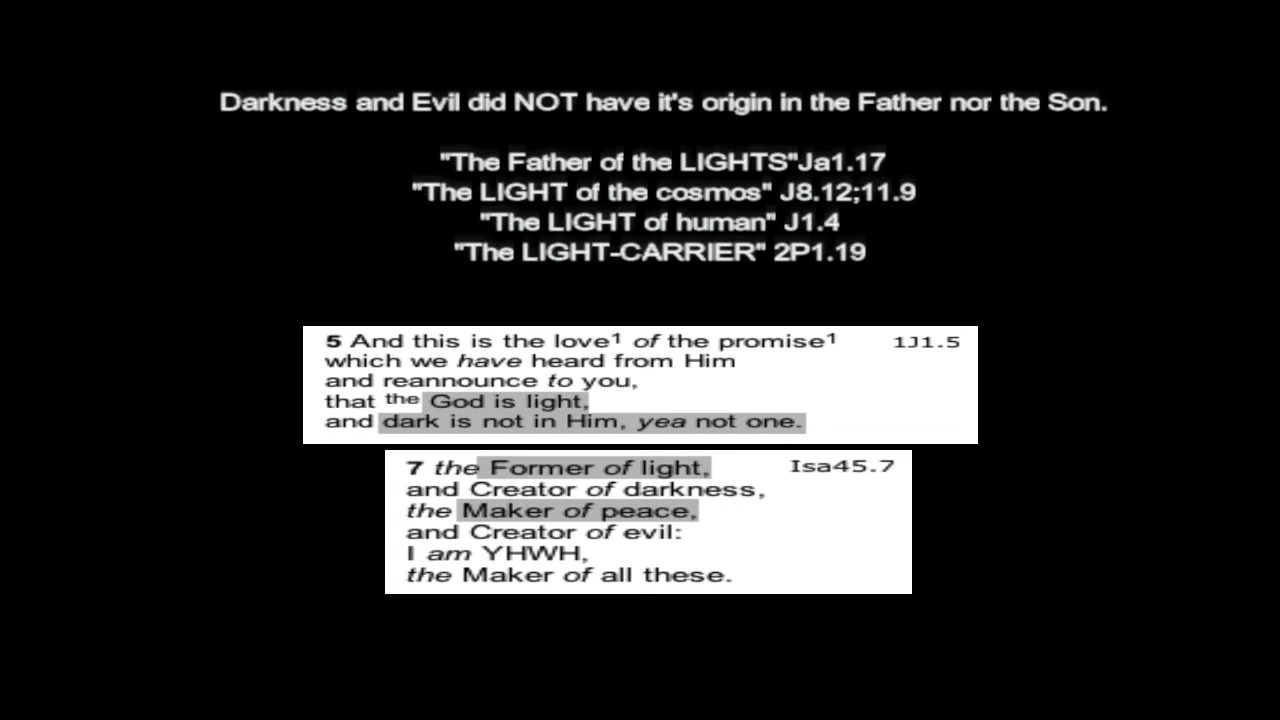 Darkness and Evil did NOT have it's origin in the Father nor the Son.
"The Father of the LIGHTS"Ja1.17
"The LIGHT of the cosmos" J8.12;11.9
"The LIGHT of human" J1.4
"The LIGHT-CARRIER" 2P1.19
5 And this is the love¹ of the promise¹ 1J1.5
which we have heard from Him
and reannounce to you,
that the God is light,
and dark is not in Him, yea not one.
7 the Former of light, Isa45.7
and Creator of darkness,
the Maker of peace,
and Creator of evil:
I am YHWH,
the Maker of all these.